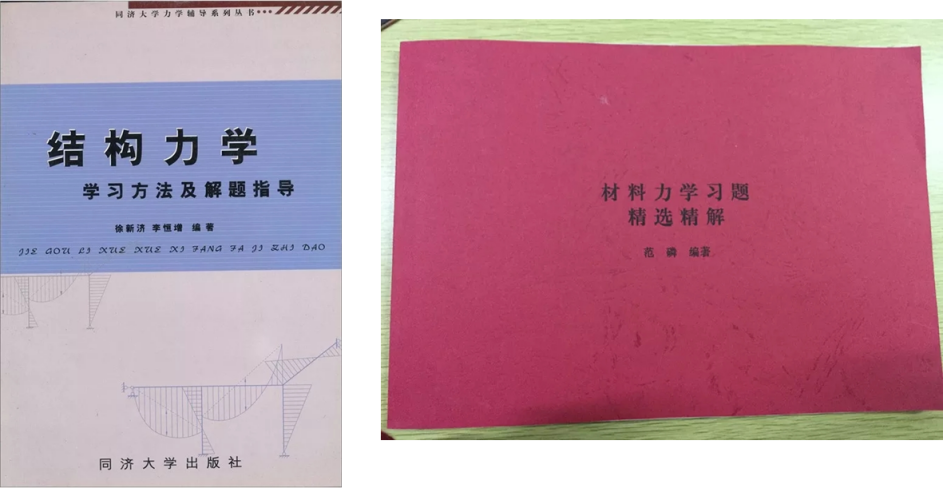 同济大学力学辅导系列丛书
结构力学
学习方法及解题指导
徐新济 李恒增 编著
JIE GOU LI XUE XUE XI FANG FA JI ZHI DAO
同济大学出版社
材料力学习题
精选精解
范 磷 编著